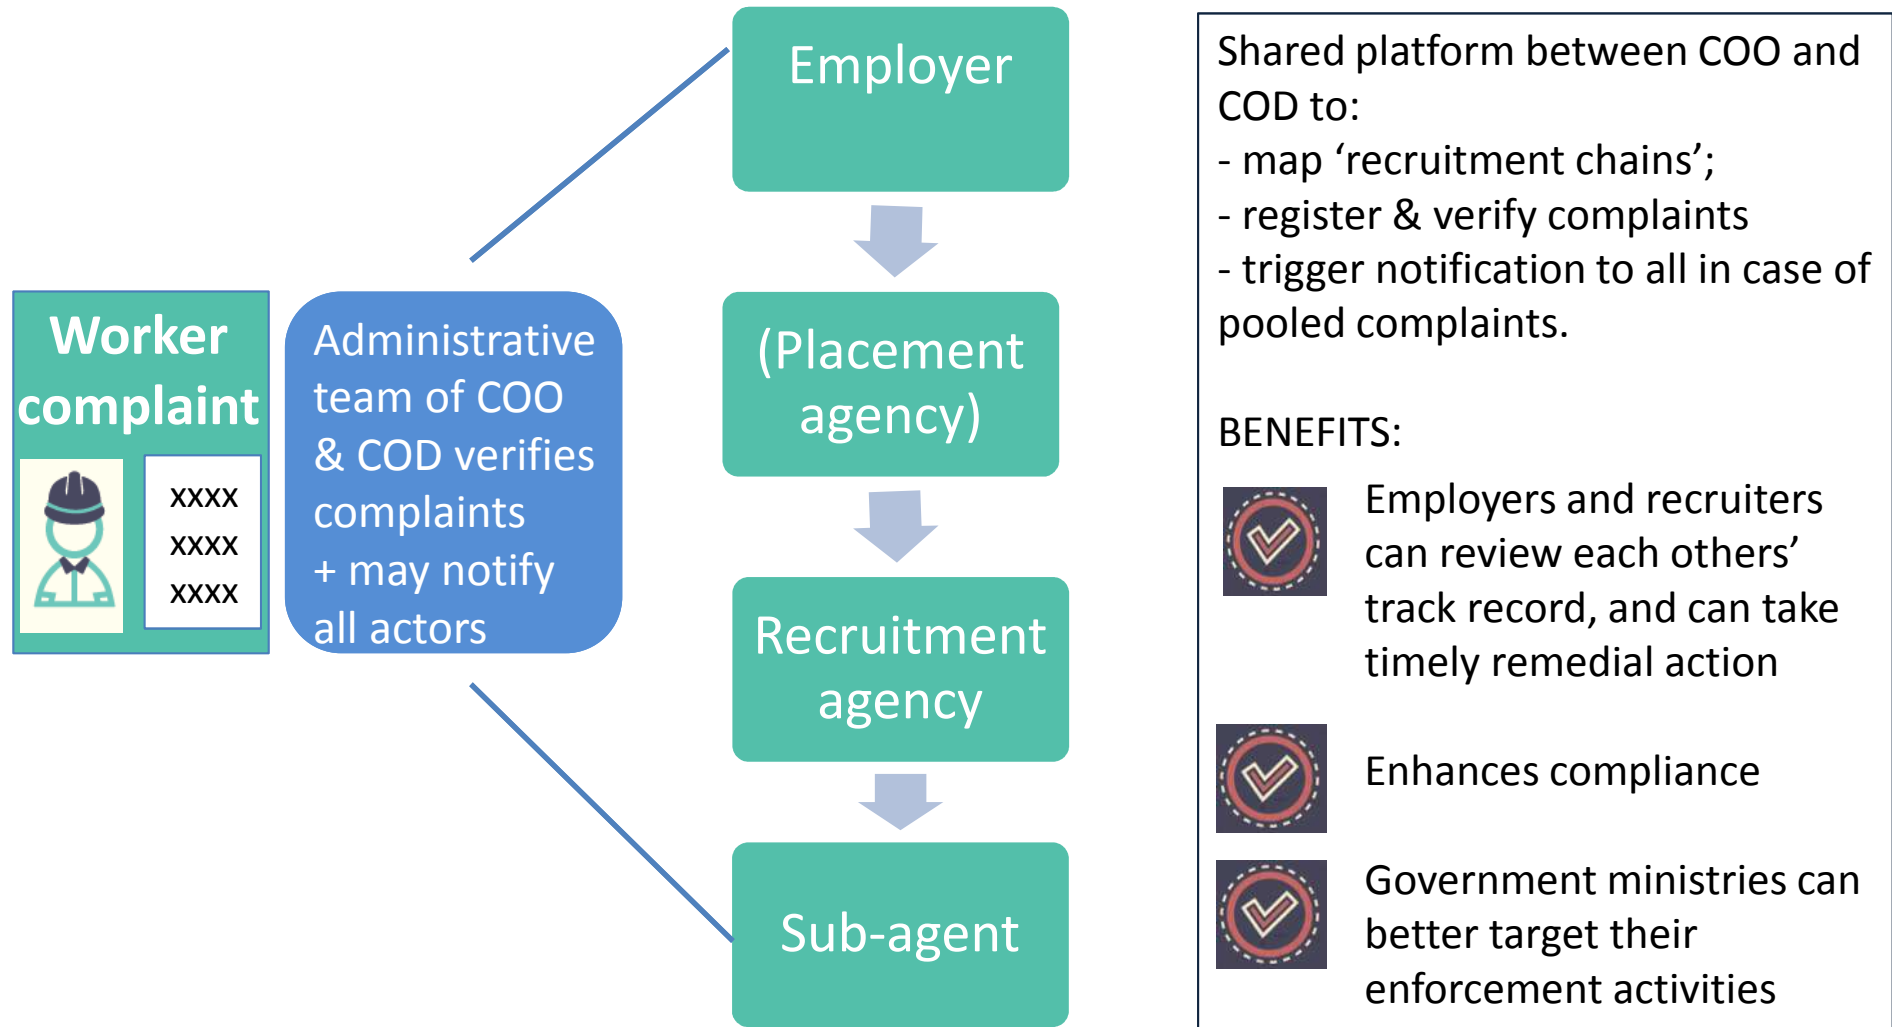 Worker
complaint
xxxx
xxxx
xxxx
Administrative
team of COO
& COD verifies
complaints
+ may notify
all actors
Employer
(Placement
agency)
Recruitment
agency
Sub-agent
Shared platform between COO and
COD to:
- map ‘recruitment chains’;
- register & verify complaints
- trigger notification to all in case of
pooled complaints.
BENEFITS:
Employers and recruiters
can review each others’
track record, and can take
timely remedial action
Enhances compliance
Government ministries can
better target their
enforcement activities